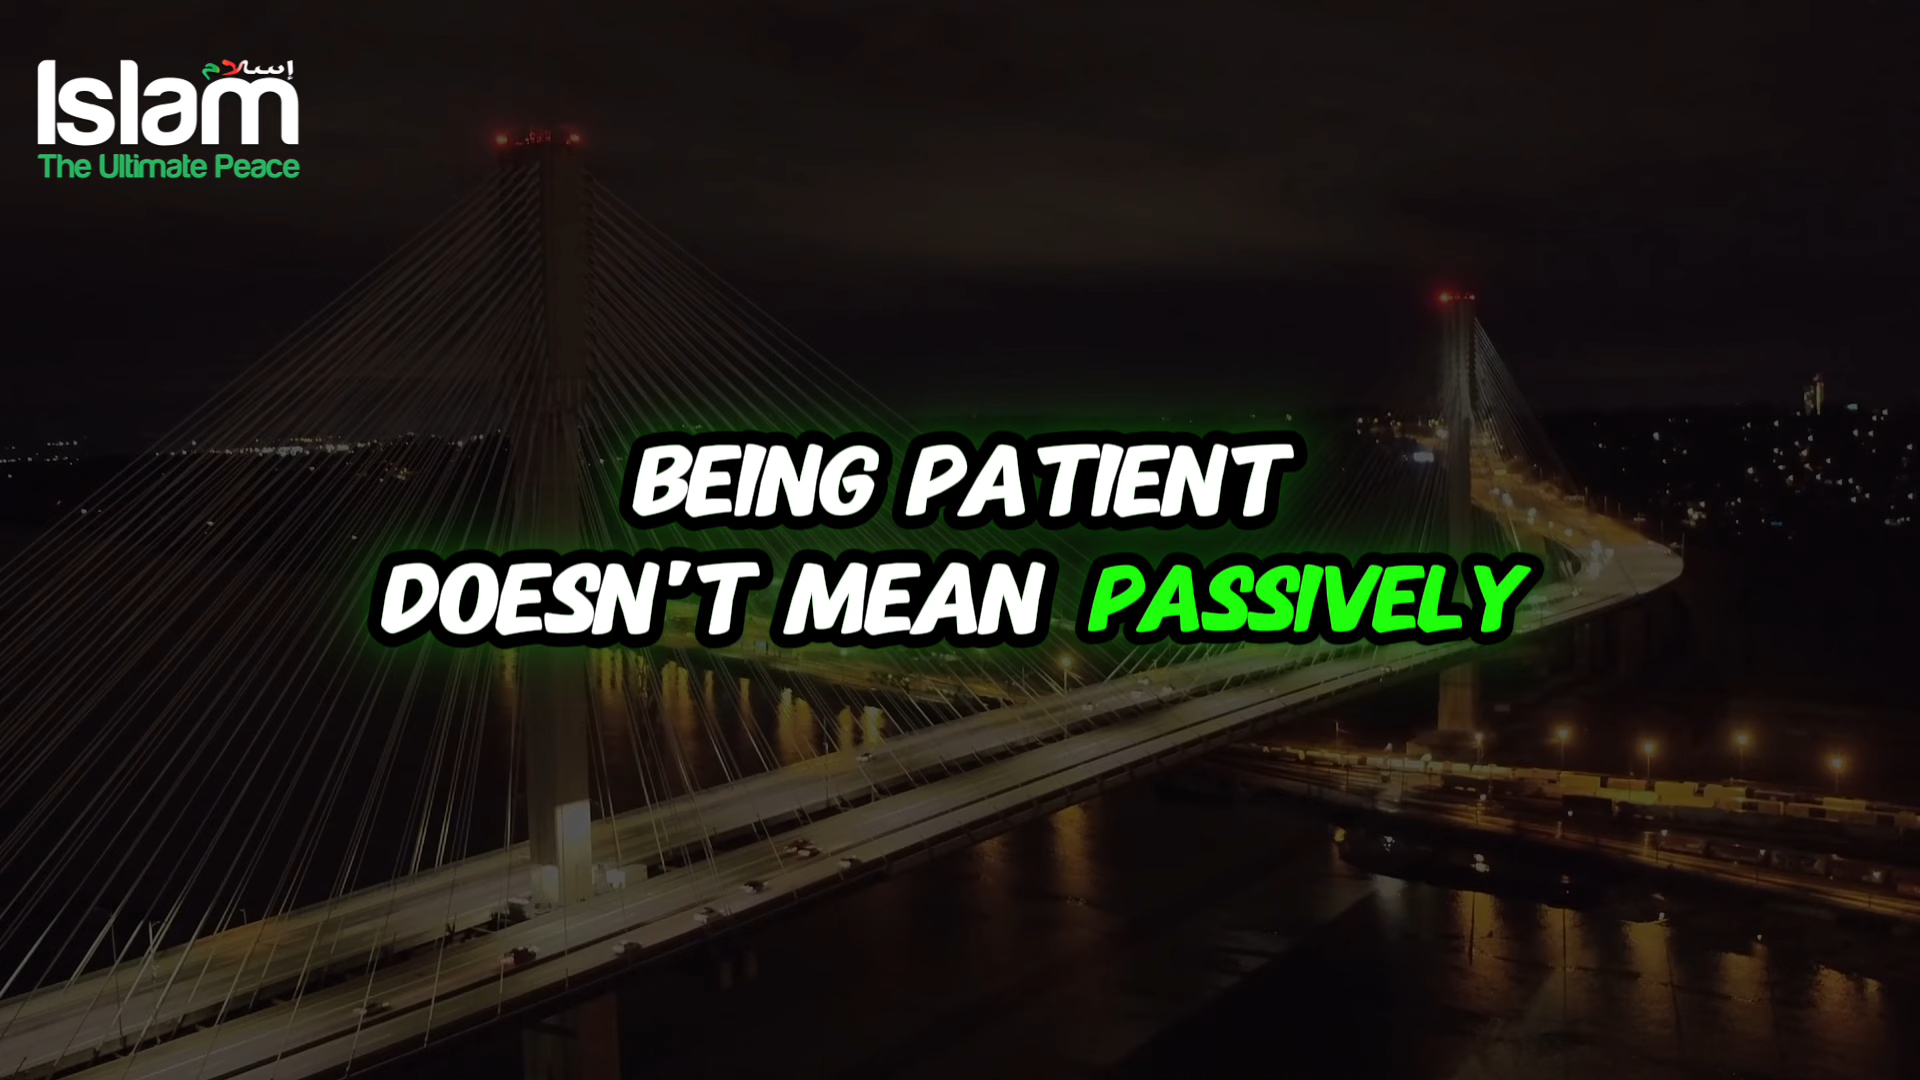 إسلام
Islam
The Ultimate Peace
BEING PATIENT
DOESN'T MEAN PASSIVELY